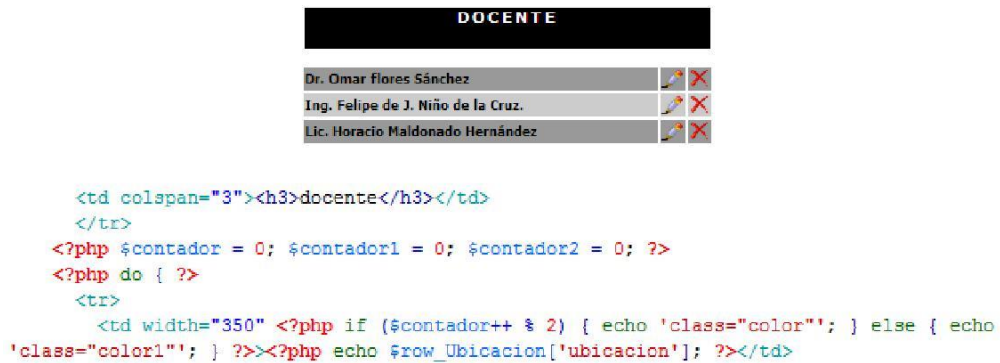 DOCENTE
Dr. Omar flores Sánchez
Ing. Felipe de J. Niño de la Cruz.
Lic. Horacio Maldonado Hernández
<td colspan="3"><h3>docente</h3></td>
</tr>
<?php $contador = 0; $contador1 = 0; $contador2 = 0; ?>
<?php do { ?>
<tr>
<td width="350" <?php if ($contador++ % 2) { echo 'class="color"'; } else { echo
'class="color1"'; } ?>><?php echo $row_Ubicacion['ubicacion']; ?></td>